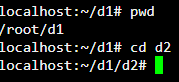 localhost:~/d1# pwd
/root/d1
localhost:~/d1# cd d2
localhost:~/d1/d2#